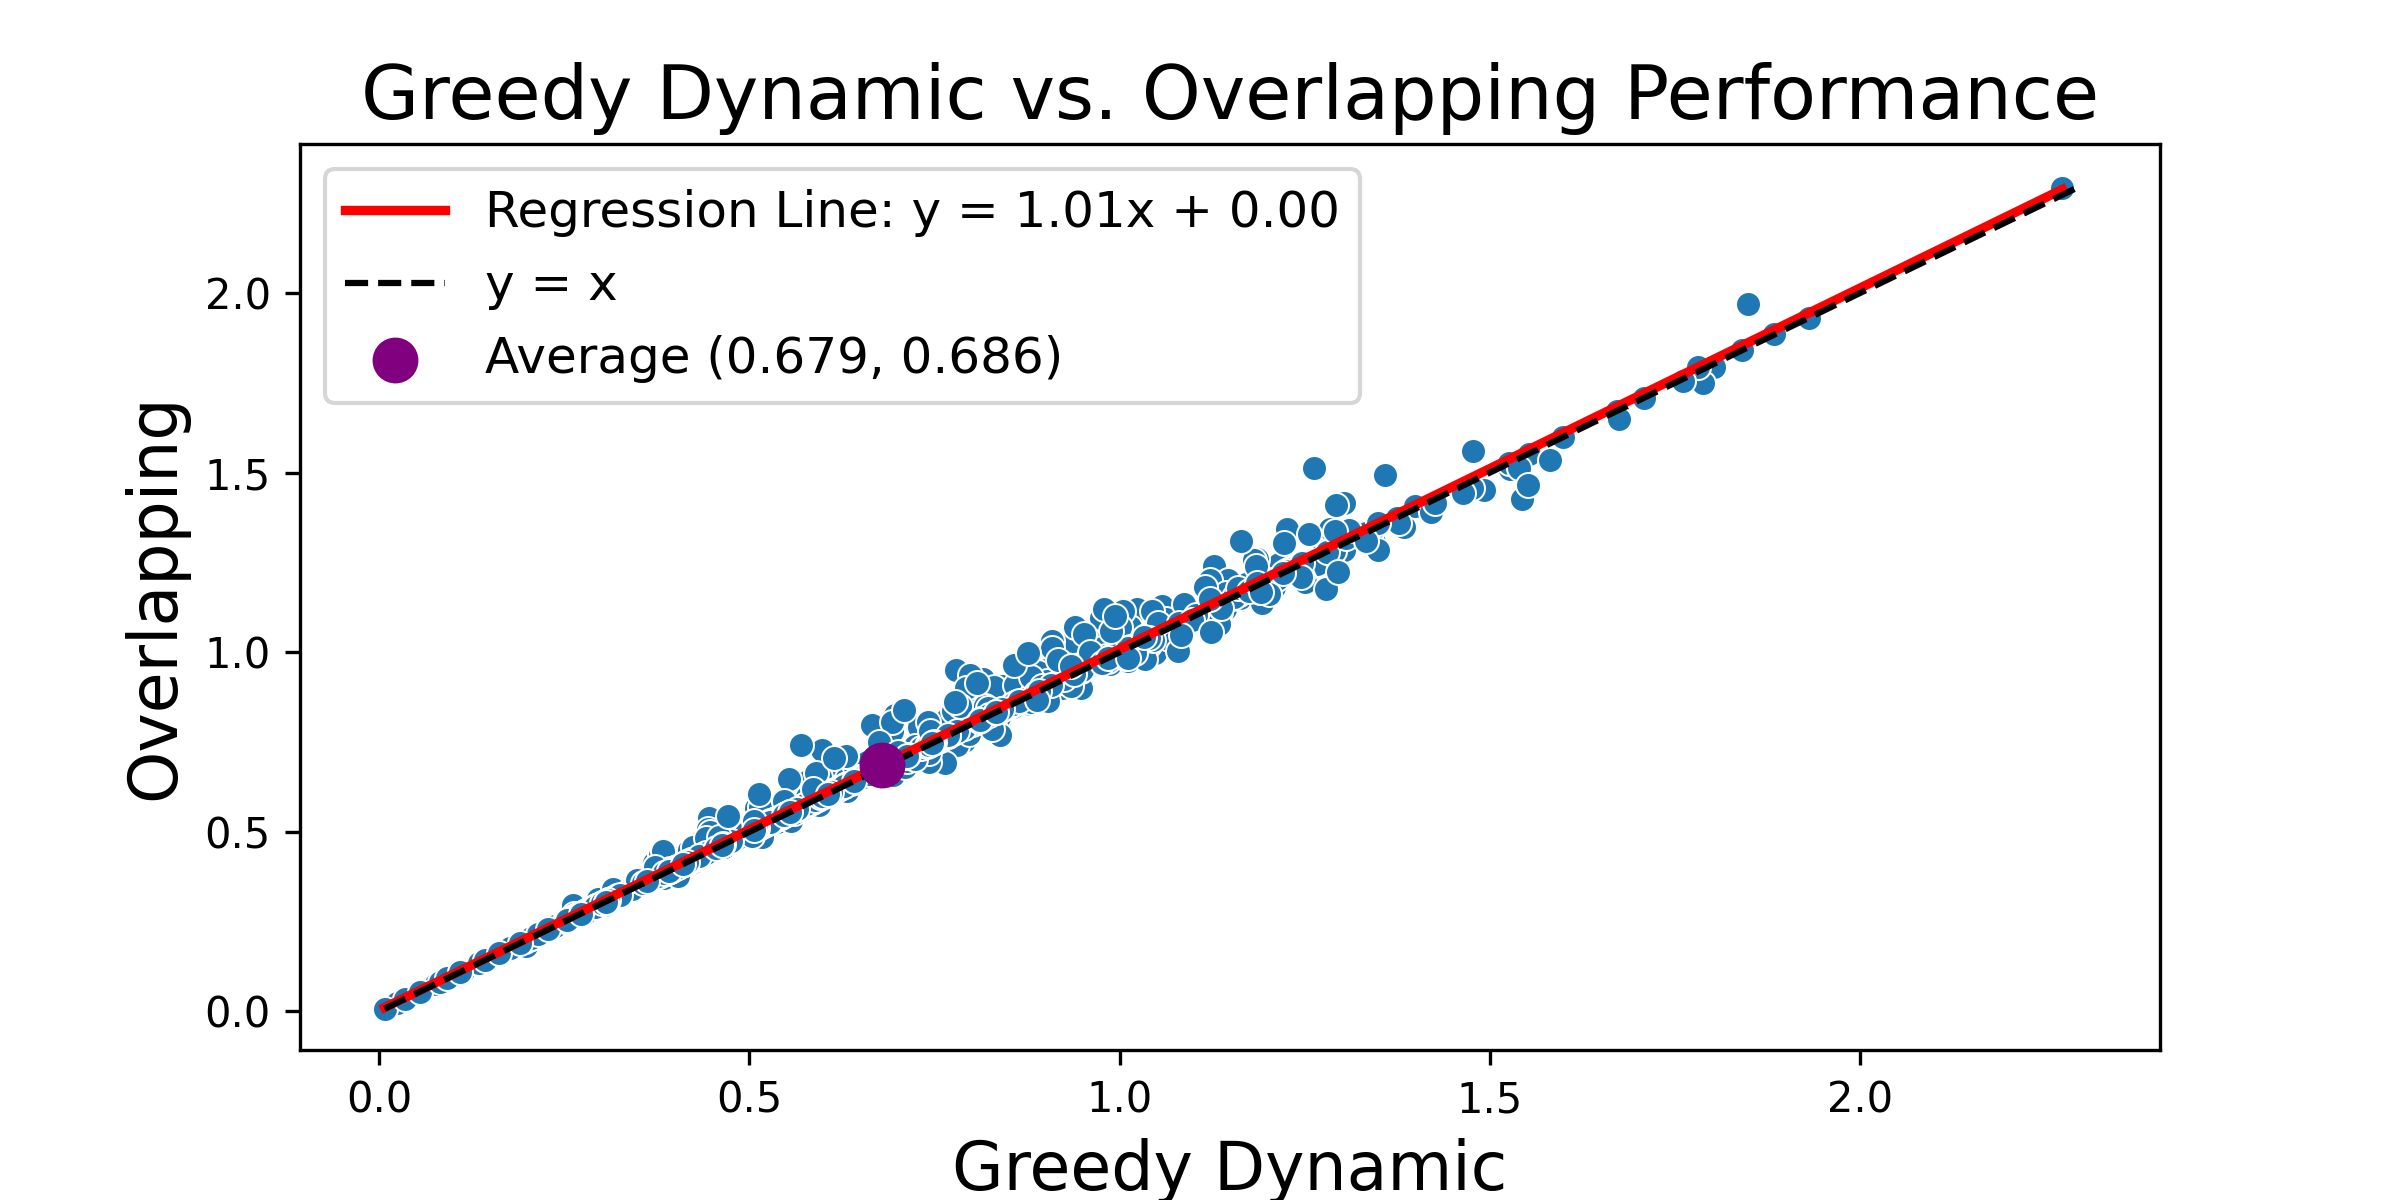 Greedy Dynamic vs. Overlapping Performance
Regression Line: y = 1.01x + 0.00
y = x
Average (0.679, 0.686)
Overlapping
2.0
1.5
1.0
0.5
0.0
0.0 0.5 1.0 1.5 2.0
Greedy Dynamic